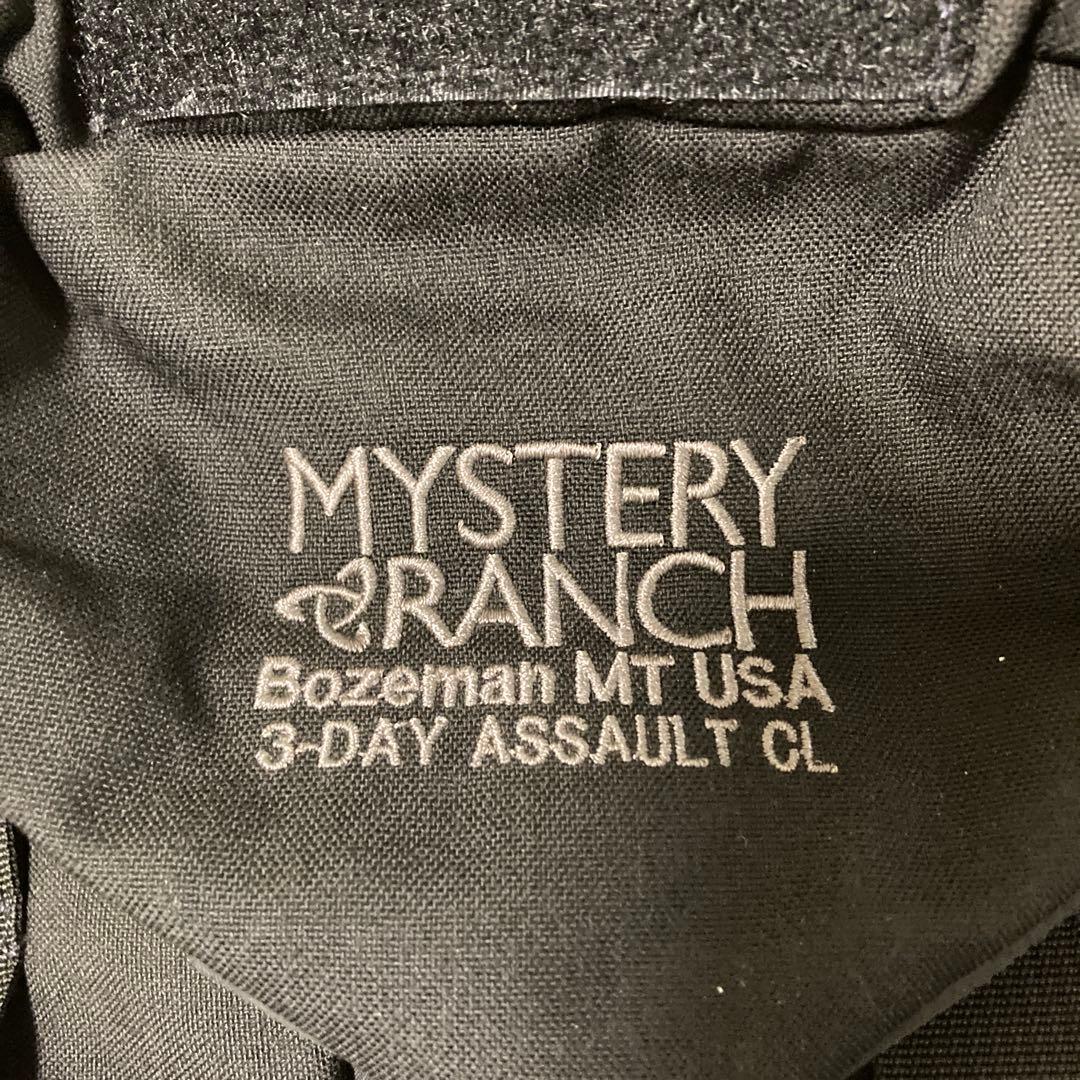 MYSTERY
RANCH
Bozeman MT USA
3-DAY ASSAULT CL